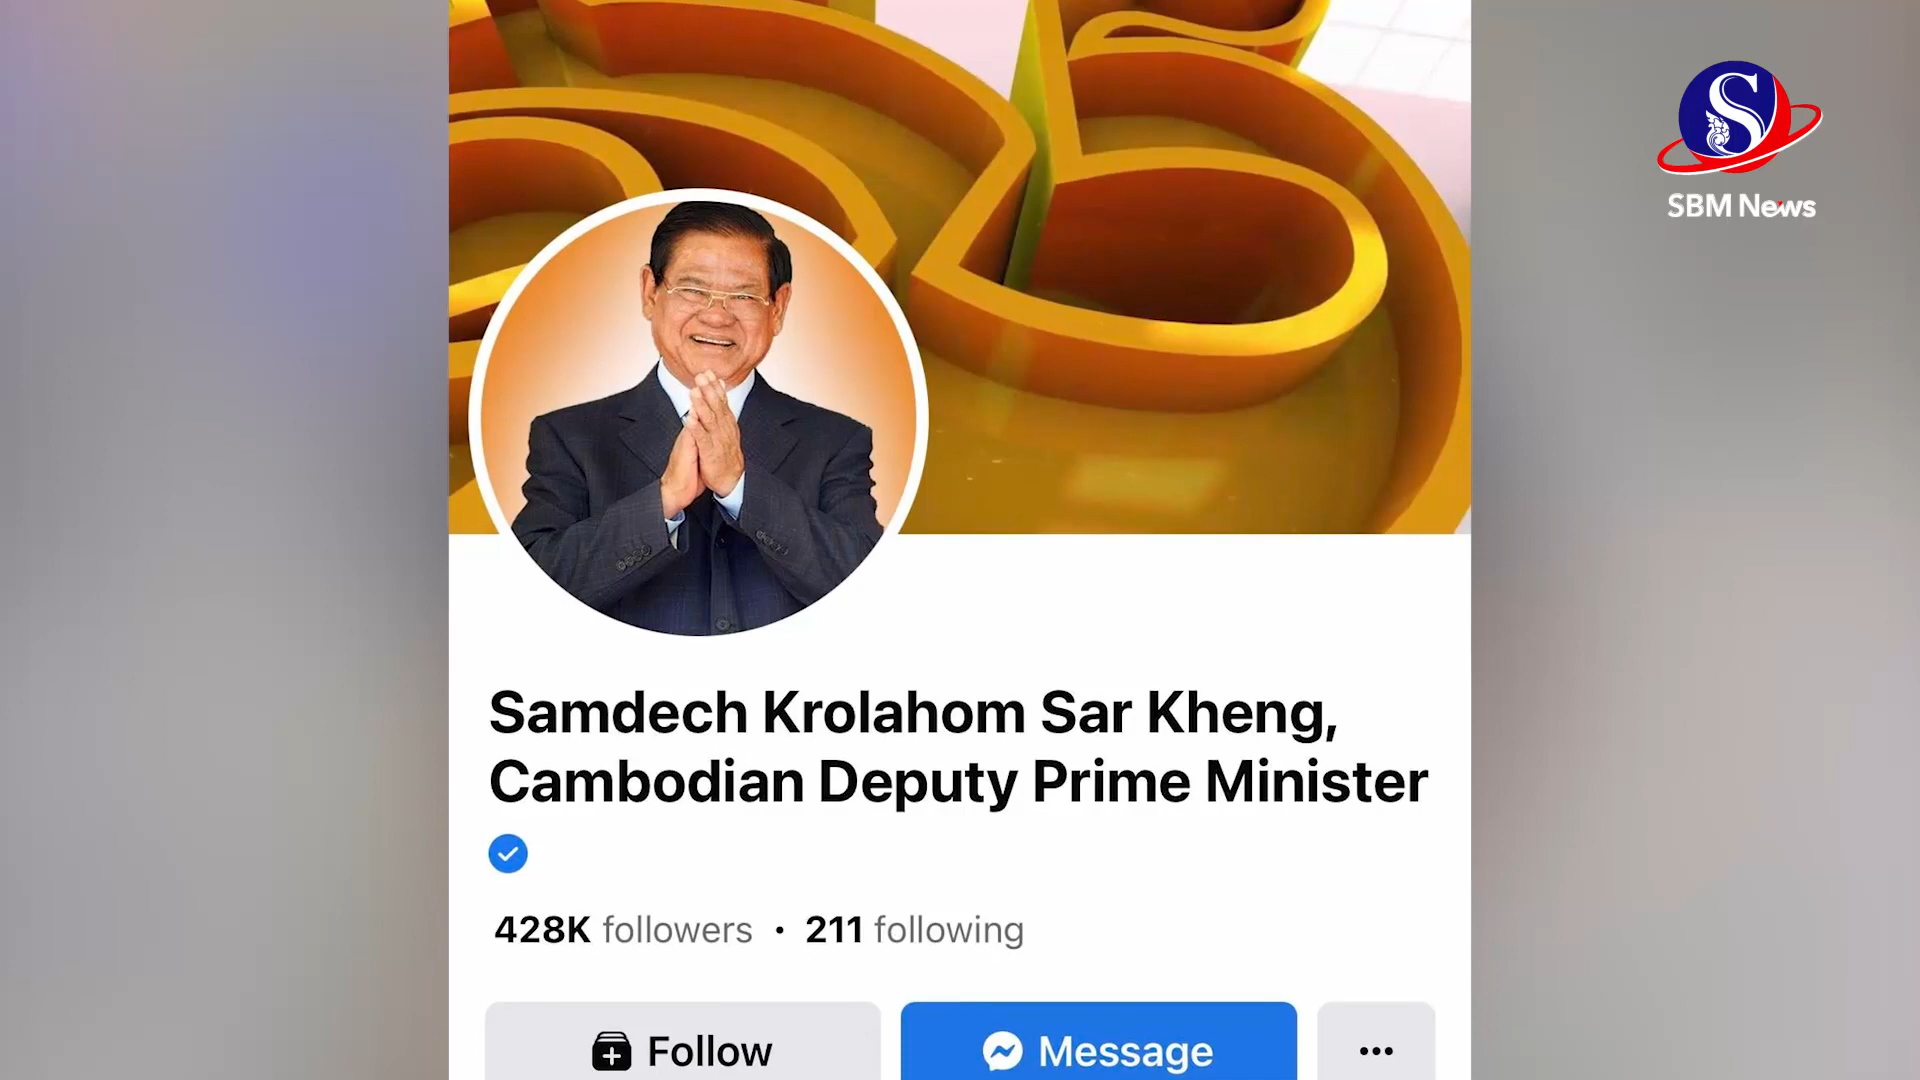 SBM News
Samdech Krolahom Sar Kheng,
Cambodian Deputy Prime Minister
428K followers · 211 following
Follow
Message